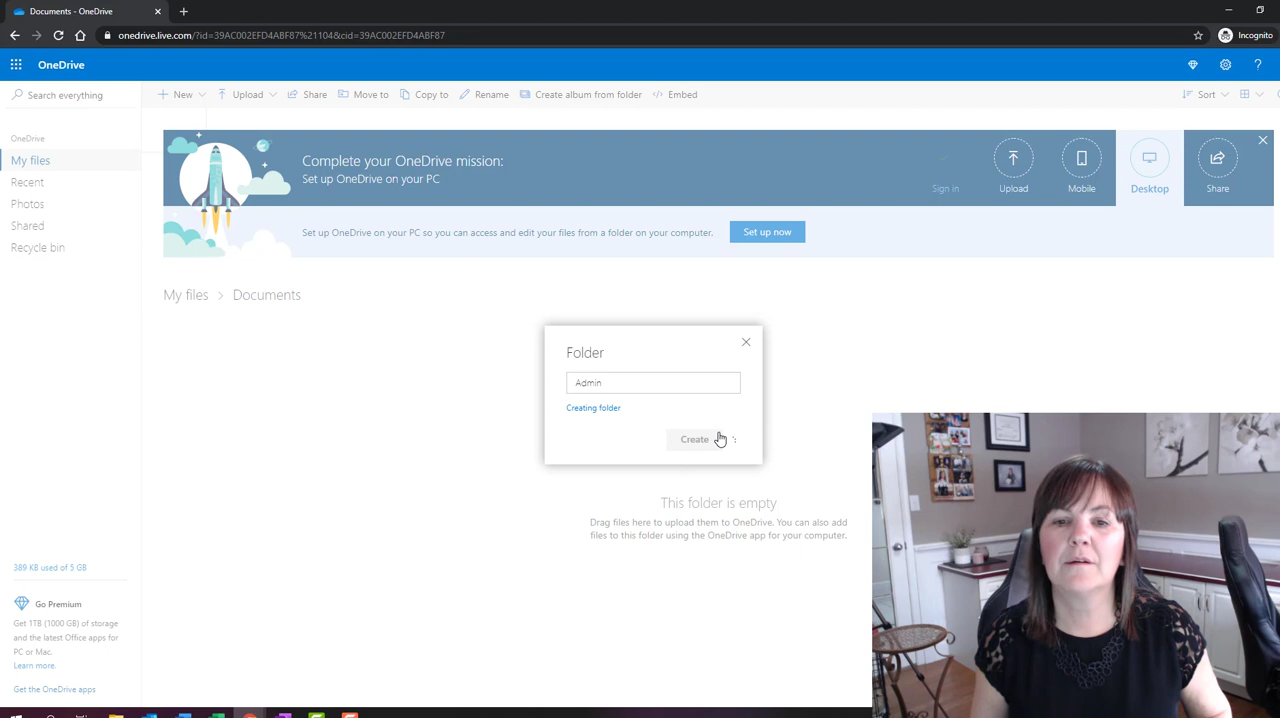 Documents - OneDrive
onedrive.live.com/?id=39AC002EFD4ABF87%21104&cid=39AC002EFD4ABF87
Incognito
OneDrive
?
Search everything
New
Upload
Share
Move to
Copy to
Rename
Create album from folder
</> Embed
Sort
OneDrive
My files
Recent
Photos
Shared
Recycle bin
Complete your OneDrive mission:
Set up OneDrive on your PC
Sign in
Upload
Mobile
Desktop
Share
Set up OneDrive on your PC so you can access and edit your files from a folder on your computer.
Set up now
My files > Documents
Folder
Admin
Creating folder
Create
This folder is empty
Drag files here to upload them to OneDrive. You can also add
files to this folder using the OneDrive app for your computer.
389 KB used of 5 GB
Go Premium
Get 1TB (1000 GB) of storage
and the latest Office apps for
PC or Mac.
Learn more.
Get the OneDrive apps